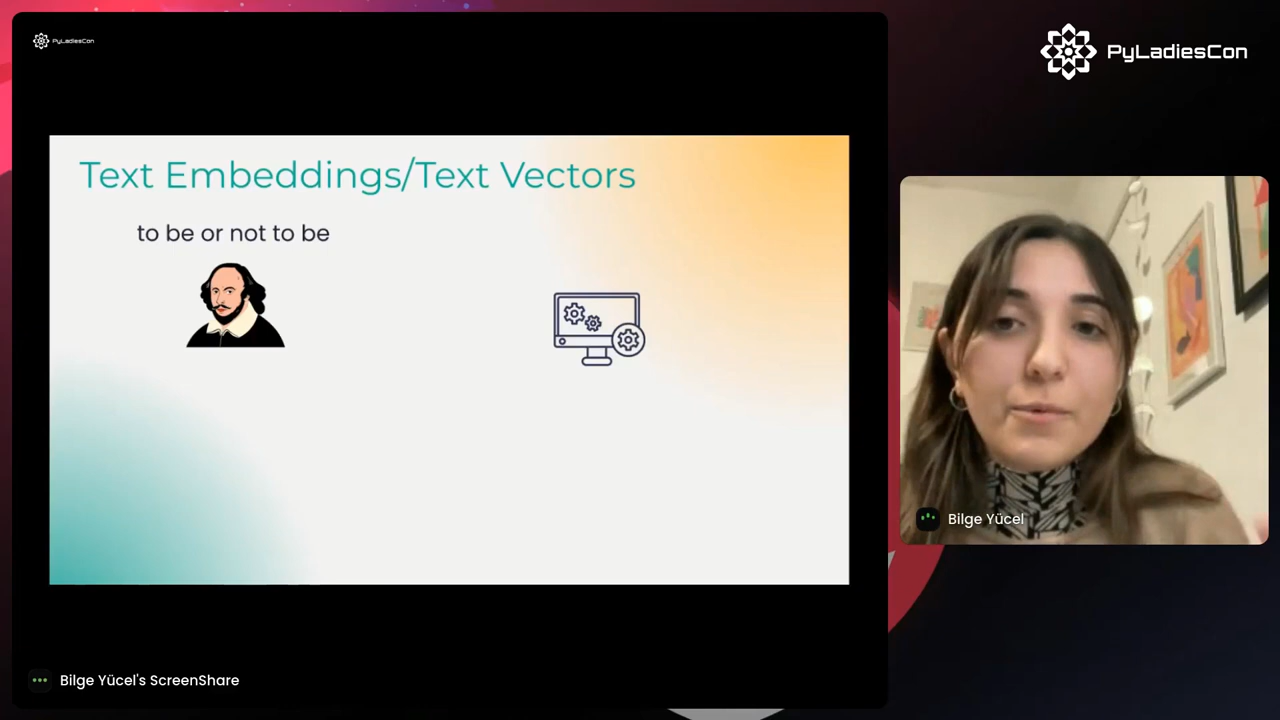 PyLadiesCon
PyLadiesCon
Text Embeddings/Text Vectors
to be or not to be
Bilge Yücel
Bilge Yücel's ScreenShare